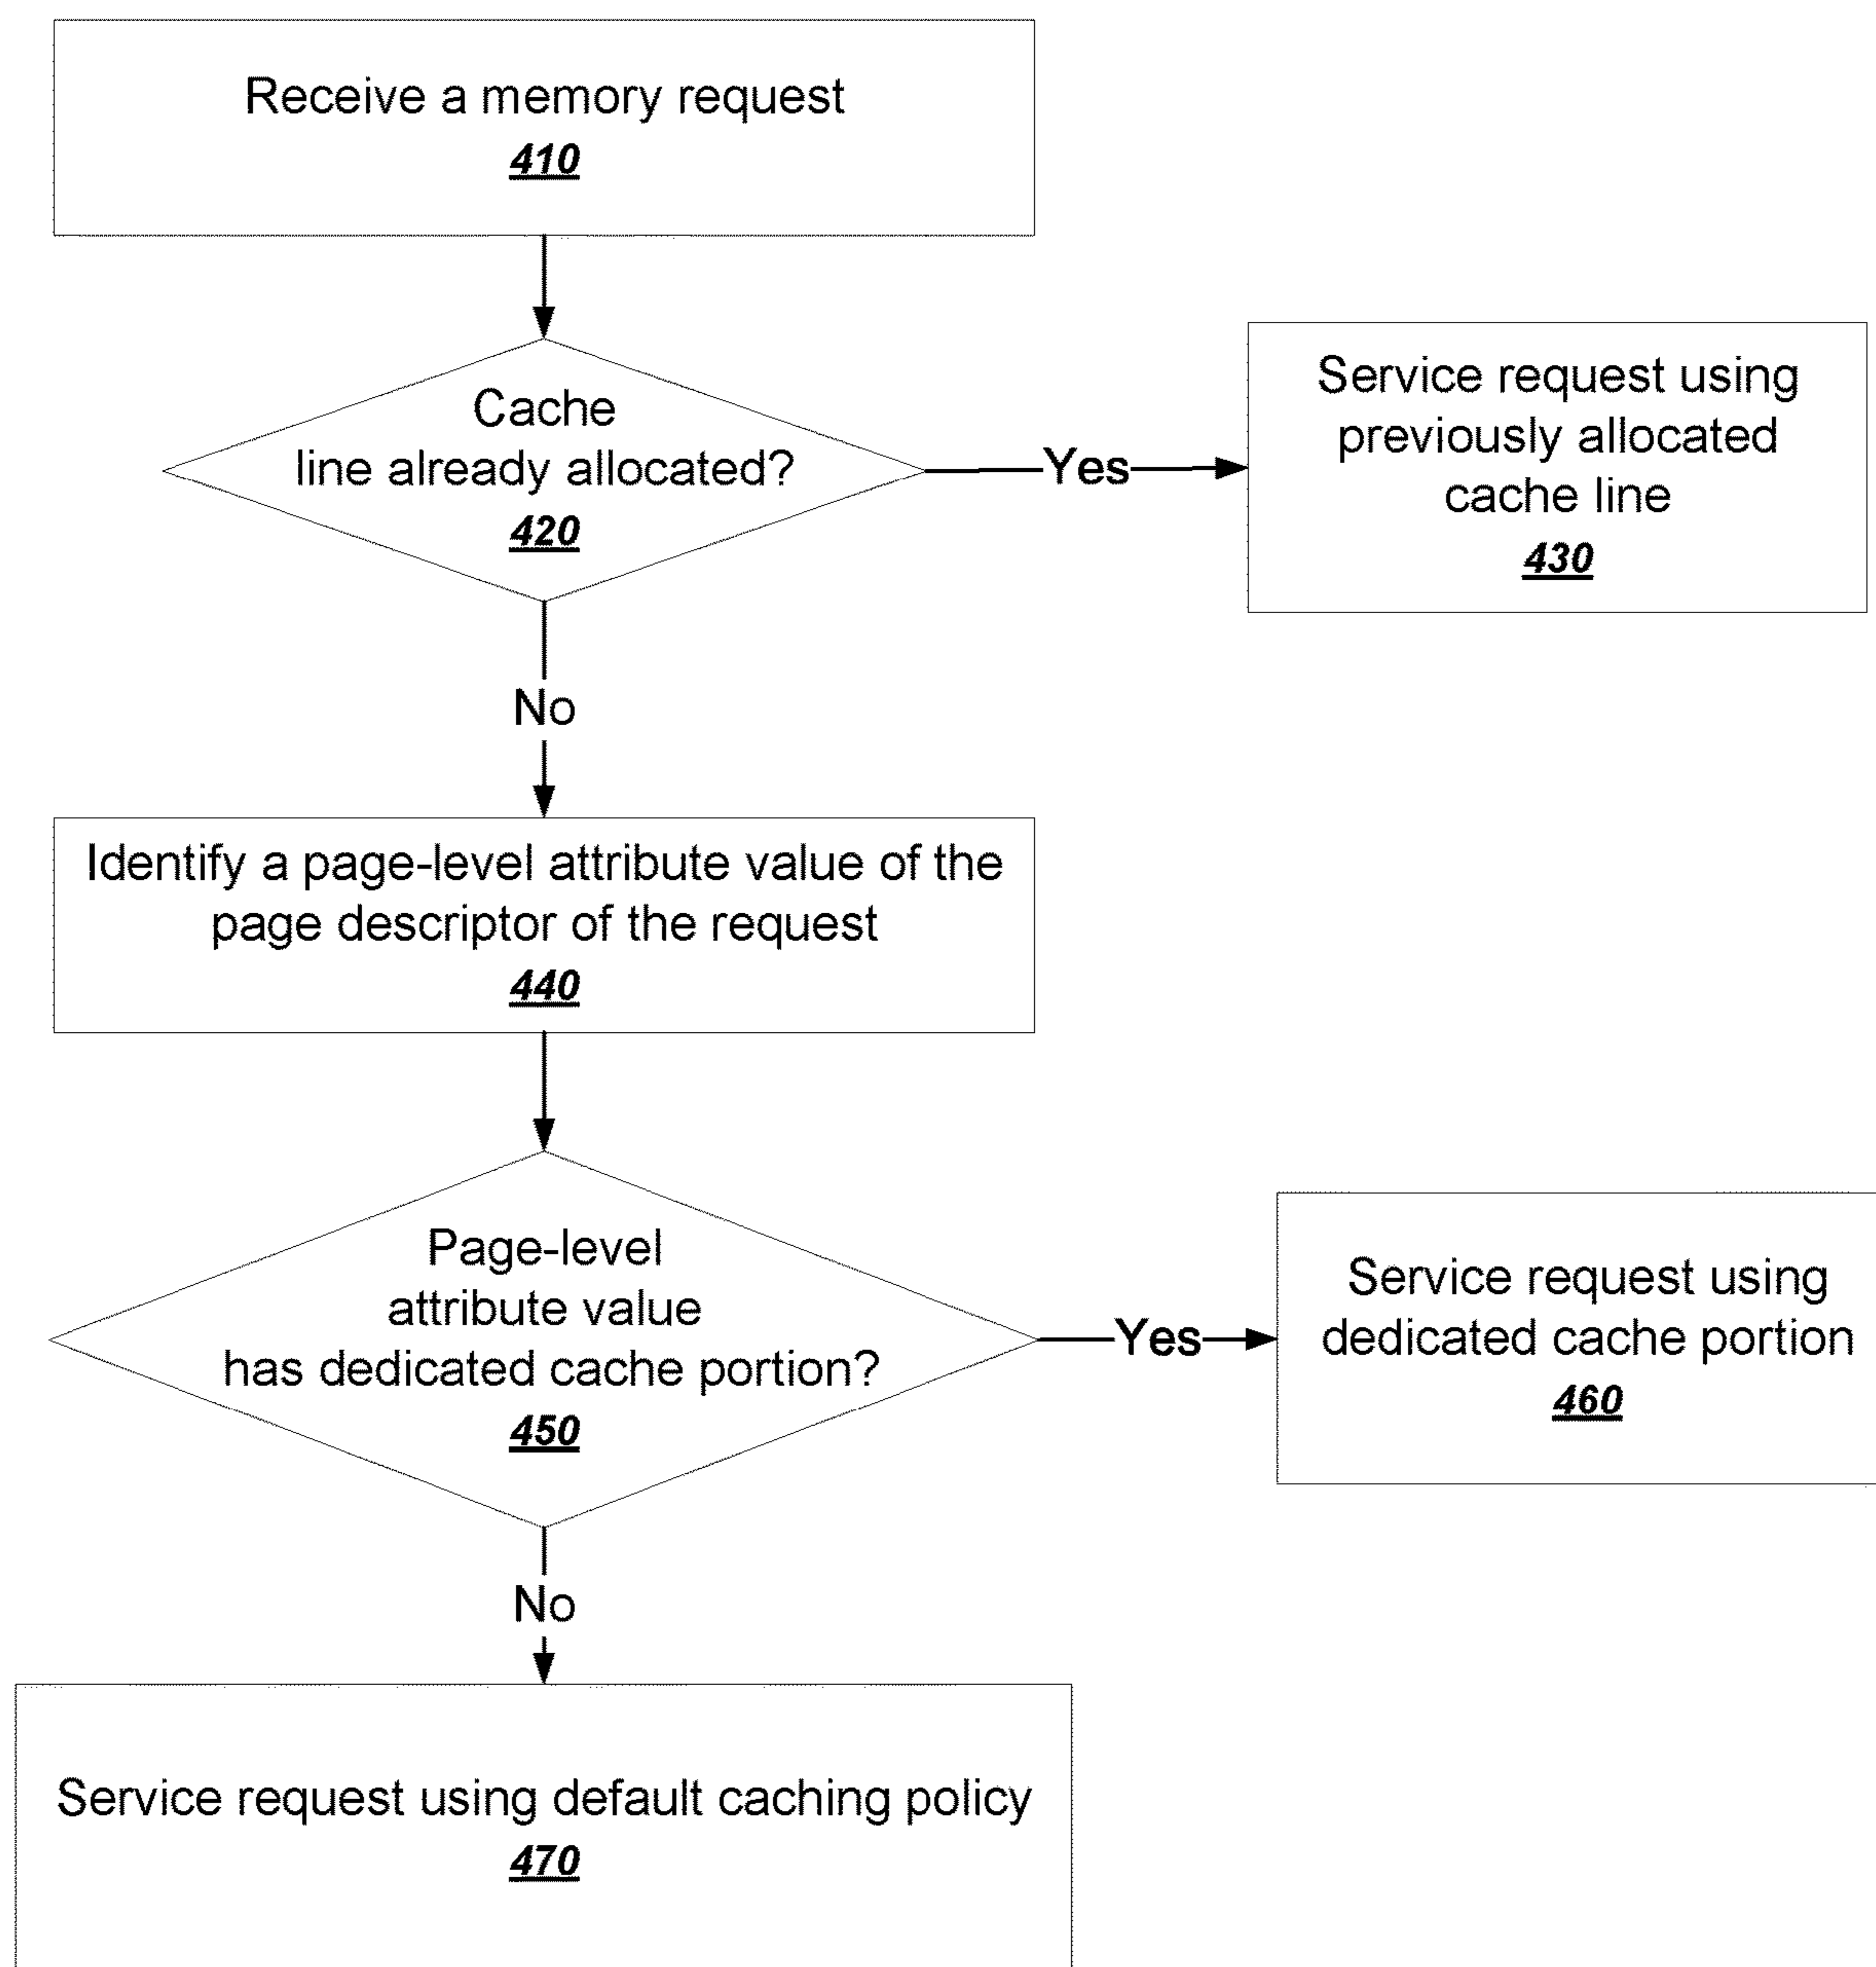 Receive a memory request
410
Cache
line already allocated?
420
Yes
Service request using
previously allocated
cache line
430
No
Identify a page-level attribute value of the
page descriptor of the request
440
Page-level
attribute value
has dedicated cache portion?
450
Yes
Service request using
dedicated cache portion
460
No
Service request using default caching policy
470